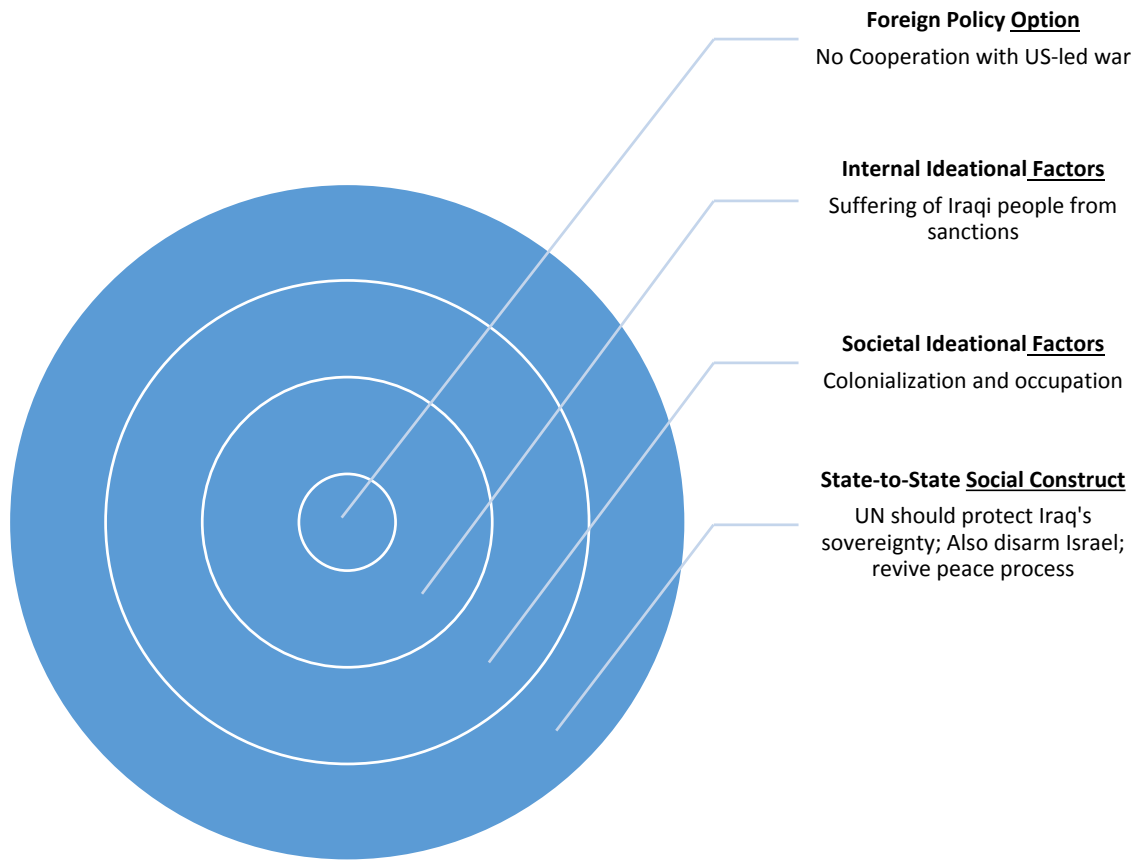 Foreign Policy Option
No Cooperation with US-led war
Internal Ideational Factors
Suffering of Iraqi people from
sanctions
Societal Ideational Factors
Colonialization and occupation
State-to-State Social Construct
UN should protect Iraq's
sovereignty; Also disarm Israel;
revive peace process